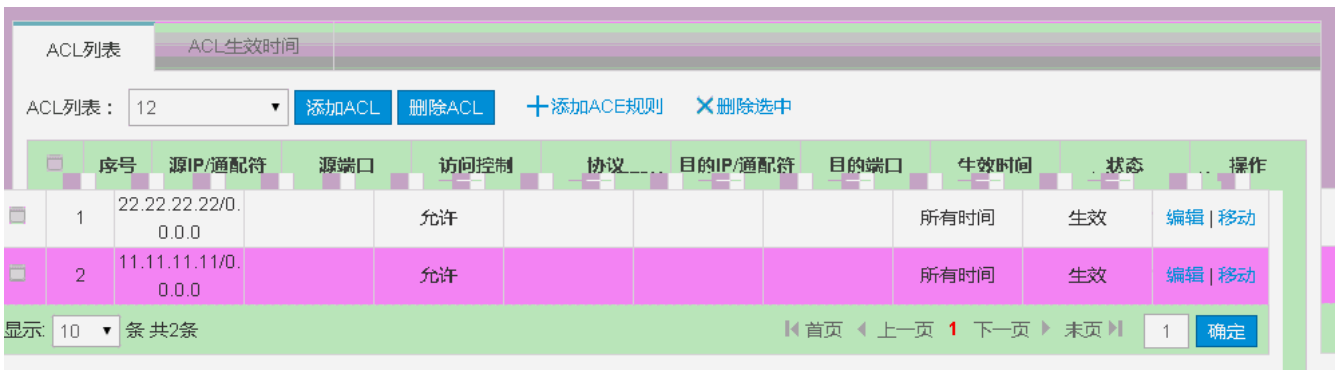 ACL列表 ACL生效时间
ACL列表： 12 添加ACL 删除ACL 添加ACE规则 删除选中
序号 源IP/通配符 源端口 访问控制 协议 目的IP/通配符 目的端口 生效时间 状态 操作
1 22.22.22.22/0.0.0.0 允许 所有时间 生效 编辑 | 移动
2 11.11.11.11/0.0.0.0 允许 所有时间 生效 编辑 | 移动
显示: 10 条 共2条 首页 上一页 1 下一页 末页 1 确定